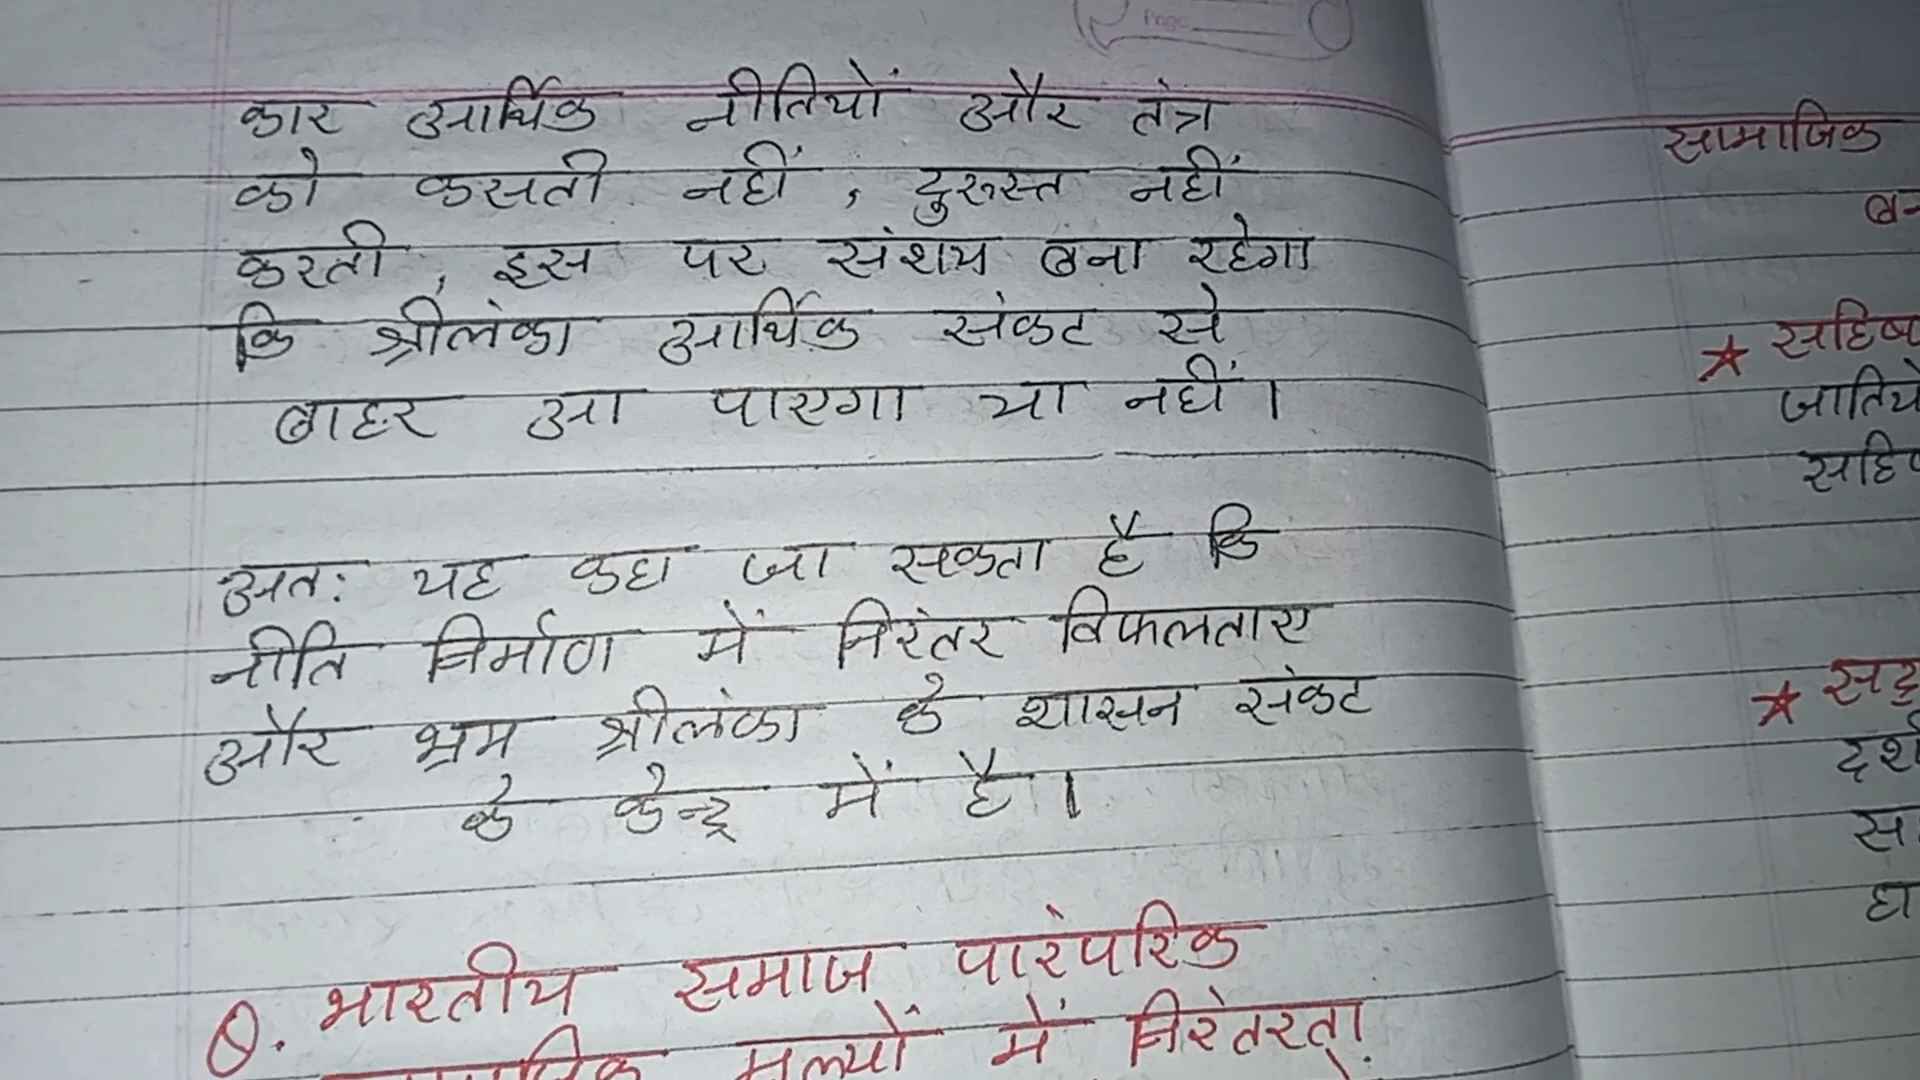 Page
कार आर्थिक नीतियों और तंत्र
को कसती नहीं, दुरुस्त नहीं
करती, इस पर संशय बना रहेगा
कि श्रीलंका आर्थिक संकट से
बाहर आ पाएगा या नहीं।
अतः यह कहा जा सकता है कि
नीति निर्माण में निरंतर विफलताए
और भ्रम श्रीलंका के शासन संकट
के केन्द्र में है।
Q. भारतीय समाज पारंपरिक
मूल्यों में निरंतरता
सामाजिक
★
जातिये
★